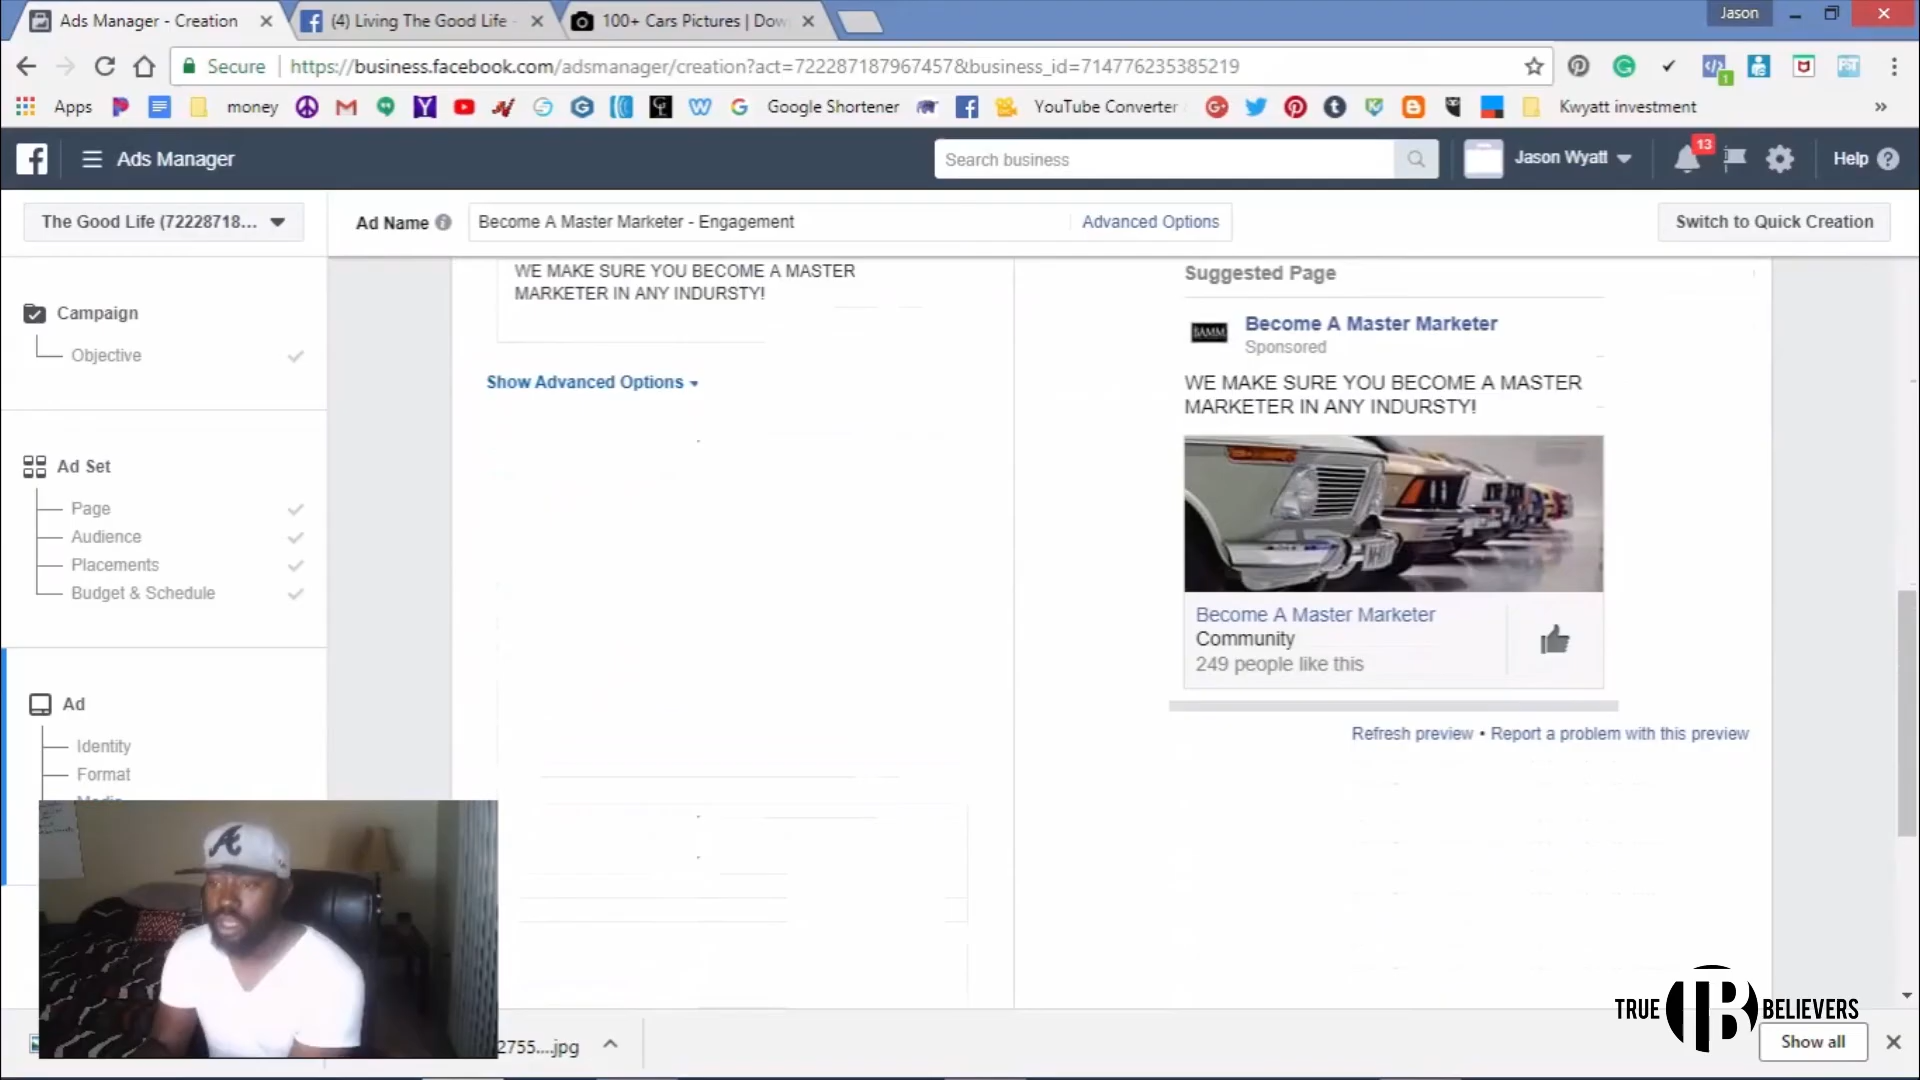 Ads Manager - Creation
(4) Living The Good Life -
100+ Cars Pictures | Dow
Jason
Secure
https://business.facebook.com/adsmanager/creation?act=722287187967457&business_id=714776235385219
1
Apps
money
Google Shortener
YouTube Converter
Kwyatt investment
»
Ads Manager
Search business
Jason Wyatt
13
Help
The Good Life (72228718...
Ad Name
Become A Master Marketer - Engagement
Advanced Options
Switch to Quick Creation
Campaign
Objective
Ad Set
Page
Audience
Placements
Budget & Schedule
Ad
Identity
Format
Media
WE MAKE SURE YOU BECOME A MASTER
MARKETER IN ANY INDURSTY!
Show Advanced Options
Suggested Page
BAMM
Become A Master Marketer
Sponsored
WE MAKE SURE YOU BECOME A MASTER
MARKETER IN ANY INDURSTY!
Become A Master Marketer
Community
249 people like this
Refresh preview • Report a problem with this preview
2755....jpg
TRUE B BELIEVERS
Show all